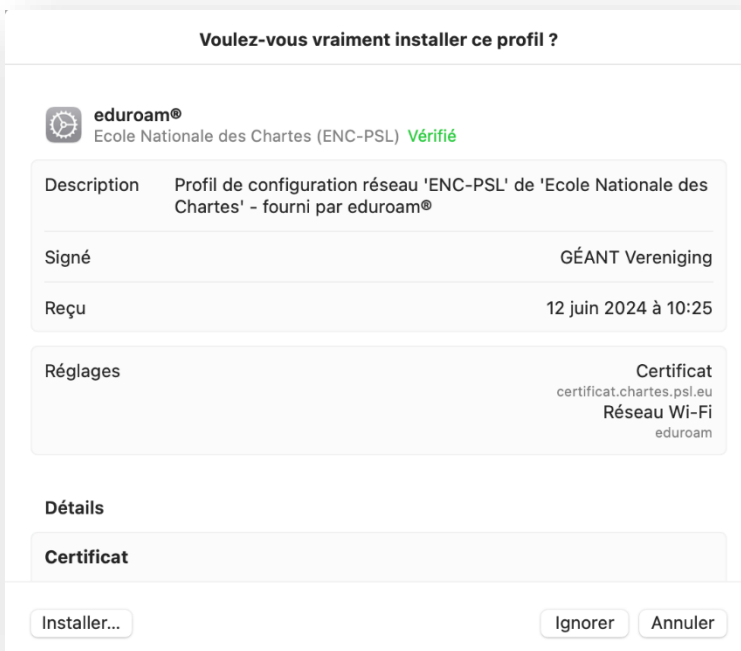 Voulez-vous vraiment installer ce profil ?
eduroam®
Ecole Nationale des Chartes (ENC-PSL) Vérifié
Description Profil de configuration réseau 'ENC-PSL' de 'Ecole Nationale des
Chartes' - fourni par eduroam®
Signé GÉANT Vereniging
Reçu 12 juin 2024 à 10:25
Réglages Certificat
certificat.chartes.psl.eu
Réseau Wi-Fi
eduroam
Détails
Certificat
Installer... Ignorer Annuler